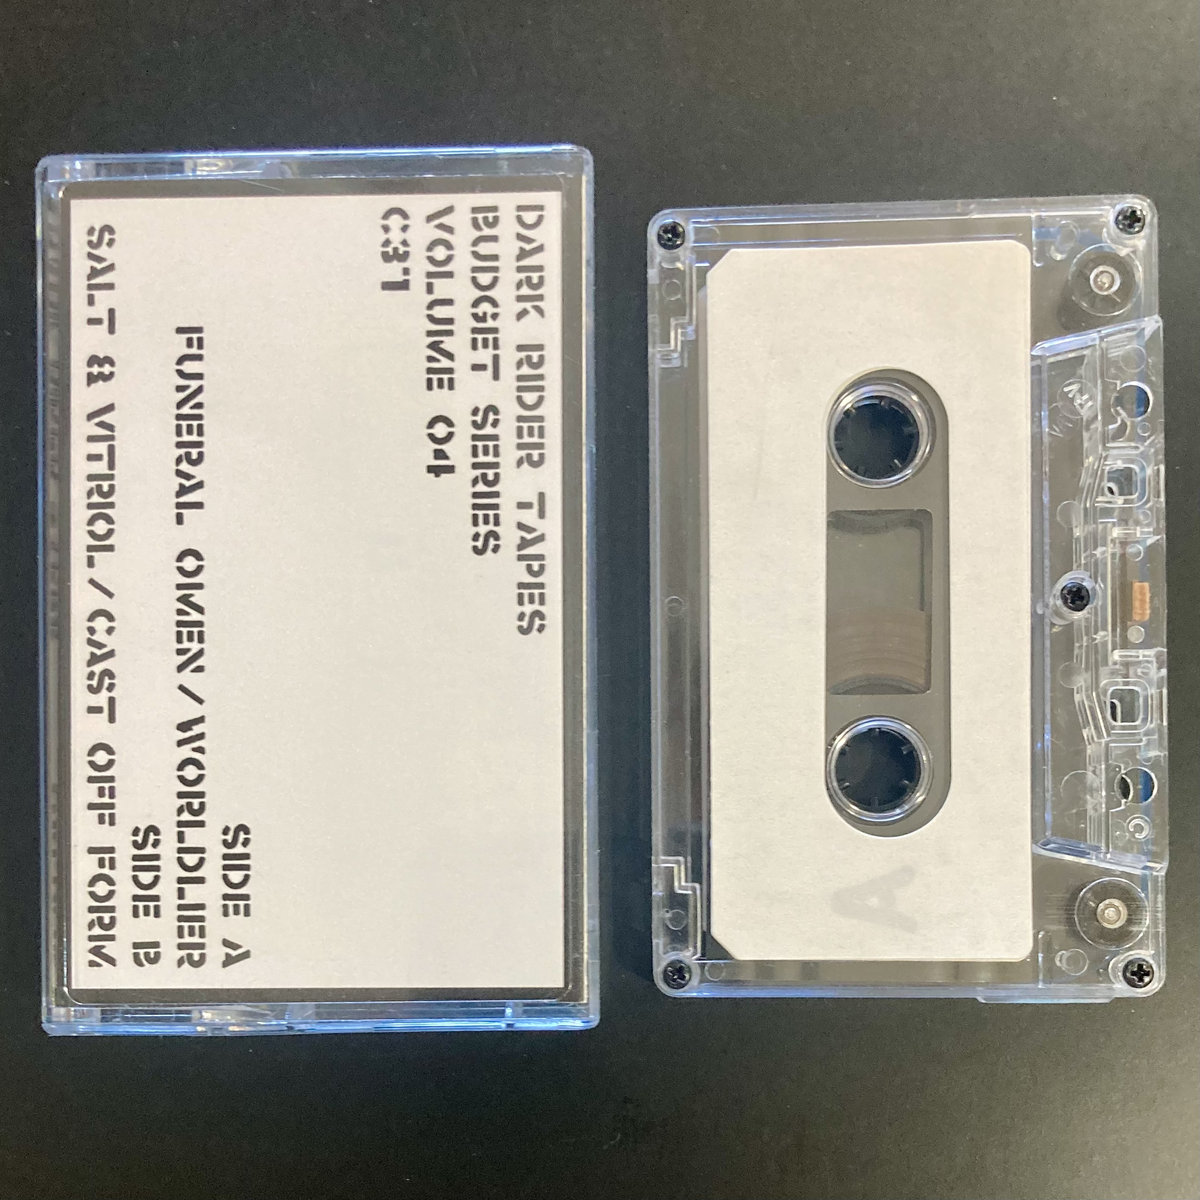 DARK RIDER TAPES
BUDGET SERIES
VOLUME 04
C31
SIDE A
FUNERAL OMEN / WORLDLIER
SIDE B
SALT & VITRIOL / CAST OFF FORM
A